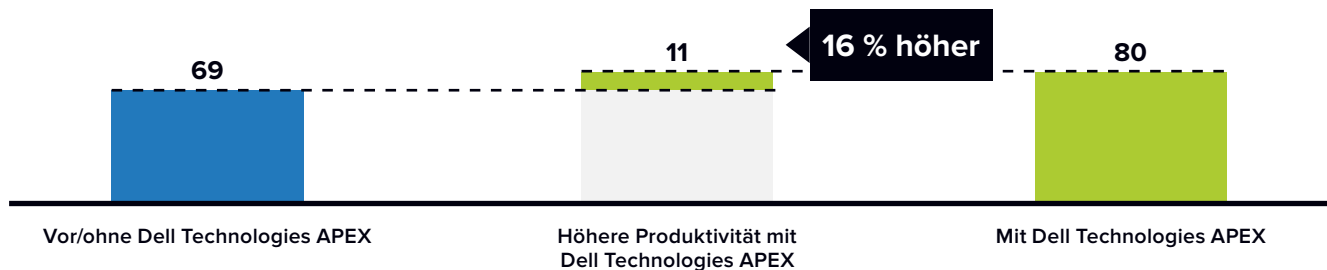 16 % höher
69
11
80
Vor/ohne Dell Technologies APEX
Höhere Produktivität mit
Dell Technologies APEX
Mit Dell Technologies APEX